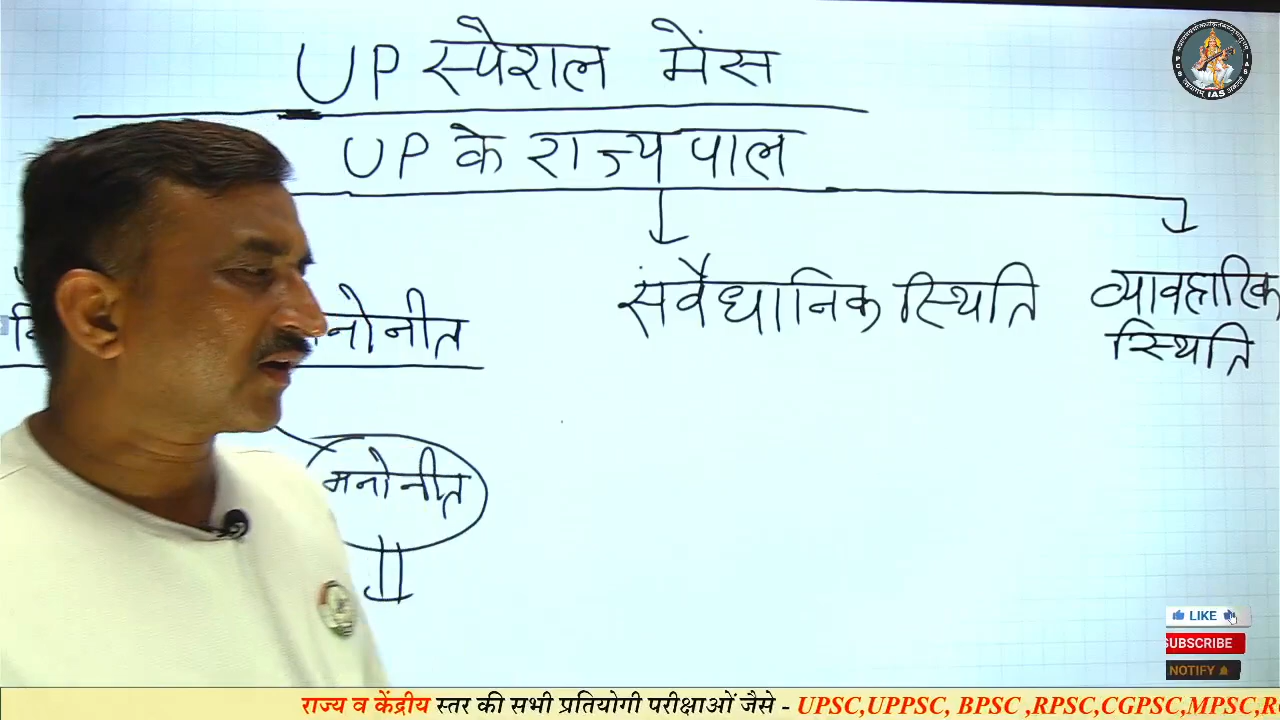 UP स्पेशल मेंस
UP के राज्यपाल
संवैधानिक स्थिति
व्यावहारिक
स्थिति
मनोनीत
LIKE
SUBSCRIBE
NOTIFY
राज्य व केंद्रीय स्तर की सभी प्रतियोगी परीक्षाओं जैसे - UPSC,UPPSC, BPSC ,RPSC,CGPSC,MPSC,R